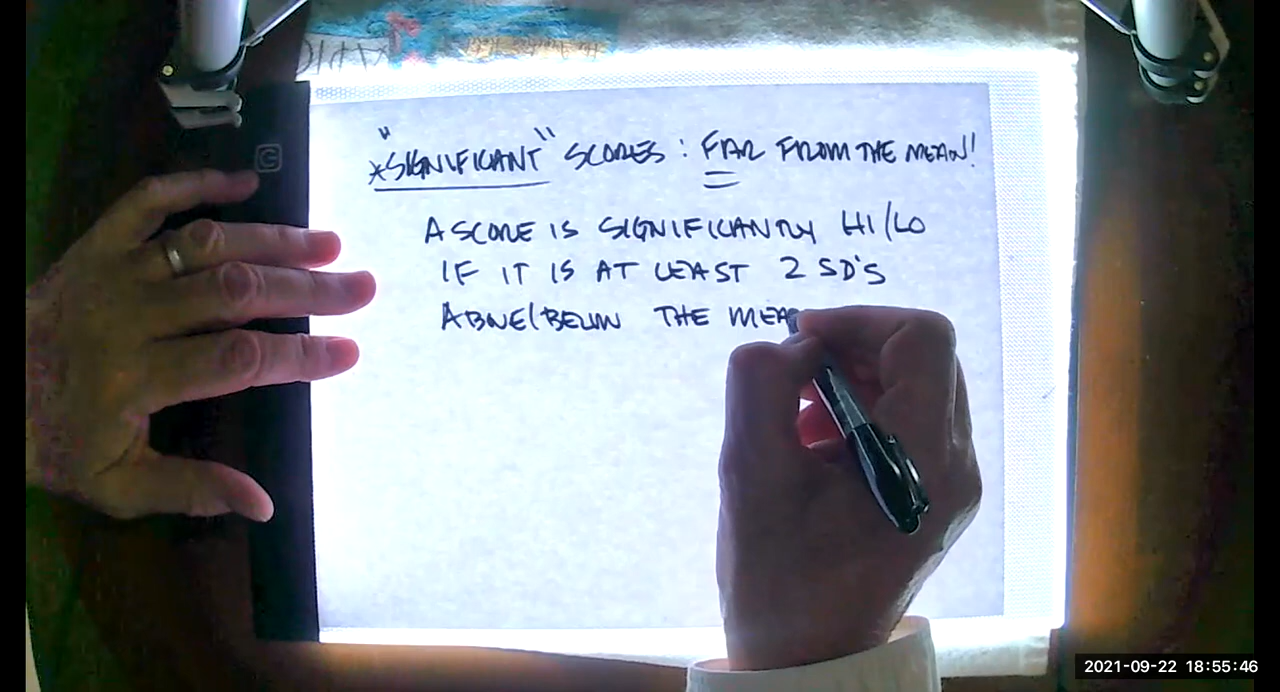 *"SIGNIFICANT" SCORES : FAR FROM THE MEAN!
A SCORE IS SIGNIFICANTLY HI/LO
IF IT IS AT LEAST 2 SD'S
ABOVE/BELOW THE MEA
2021-09-22 18:55:46